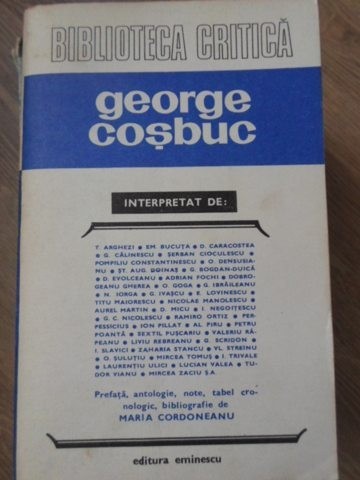 BIBLIOTECA CRITICĂ
george
coşbuc
INTERPRETAT DE:
T. ARGHEZI • EM. BUCUŢA • D. CARACOSTEA
• G. CĂLINESCU • ŞERBAN CIOCULESCU •
POMPILIU CONSTANTINESCU • O. DENSUSIA-
NU • ŞT. AUG. DOINAŞ • G. BOGDAN-DUICĂ
• D. EVOLCEANU • ADRIAN FOCHI • DOBRO-
GEANU GHEREA • O. GOGA • G. IBRĂILEANU
• N. IORGA • G. IVAŞCU • E. LOVINESCU •
TITU MAIORESCU • NICOLAE MANOLESCU •
AUREL MARTIN • D. MICU • I. NEGOIŢESCU
• G. C. NICOLESCU • RAMIRO ORTIZ • PER-
PESSICIUS • ION PILLAT • AL. PIRU • PETRU
POANTĂ • SEXTIL PUŞCARIU • VALERIU RÂ-
PEANU • LIVIU REBREANU • G. SCRIDON •
I. SLAVICI • ZAHARIA STANCU • VL. STREINU
• O. ŞULUŢIU • MIRCEA TOMUŞ • I. TRIVALE
• LAURENŢIU ULICI • LUCIAN VALEA • TU-
DOR VIANU • MIRCEA ZACIU Ş.A.
Prefaţă, antologie, note, tabel cro-
nologic, bibliografie de
MARIA CORDONEANU
editura eminescu